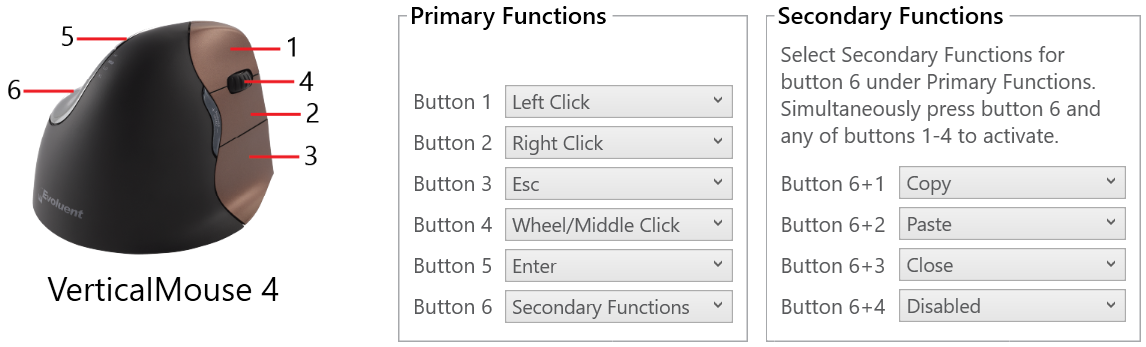 5
1
4
6
2
3
Evoluent
VerticalMouse 4
Primary Functions
Button 1 Left Click
Button 2 Right Click
Button 3 Esc
Button 4 Wheel/Middle Click
Button 5 Enter
Button 6 Secondary Functions
Secondary Functions
Select Secondary Functions for
button 6 under Primary Functions.
Simultaneously press button 6 and
any of buttons 1-4 to activate.
Button 6+1 Copy
Button 6+2 Paste
Button 6+3 Close
Button 6+4 Disabled